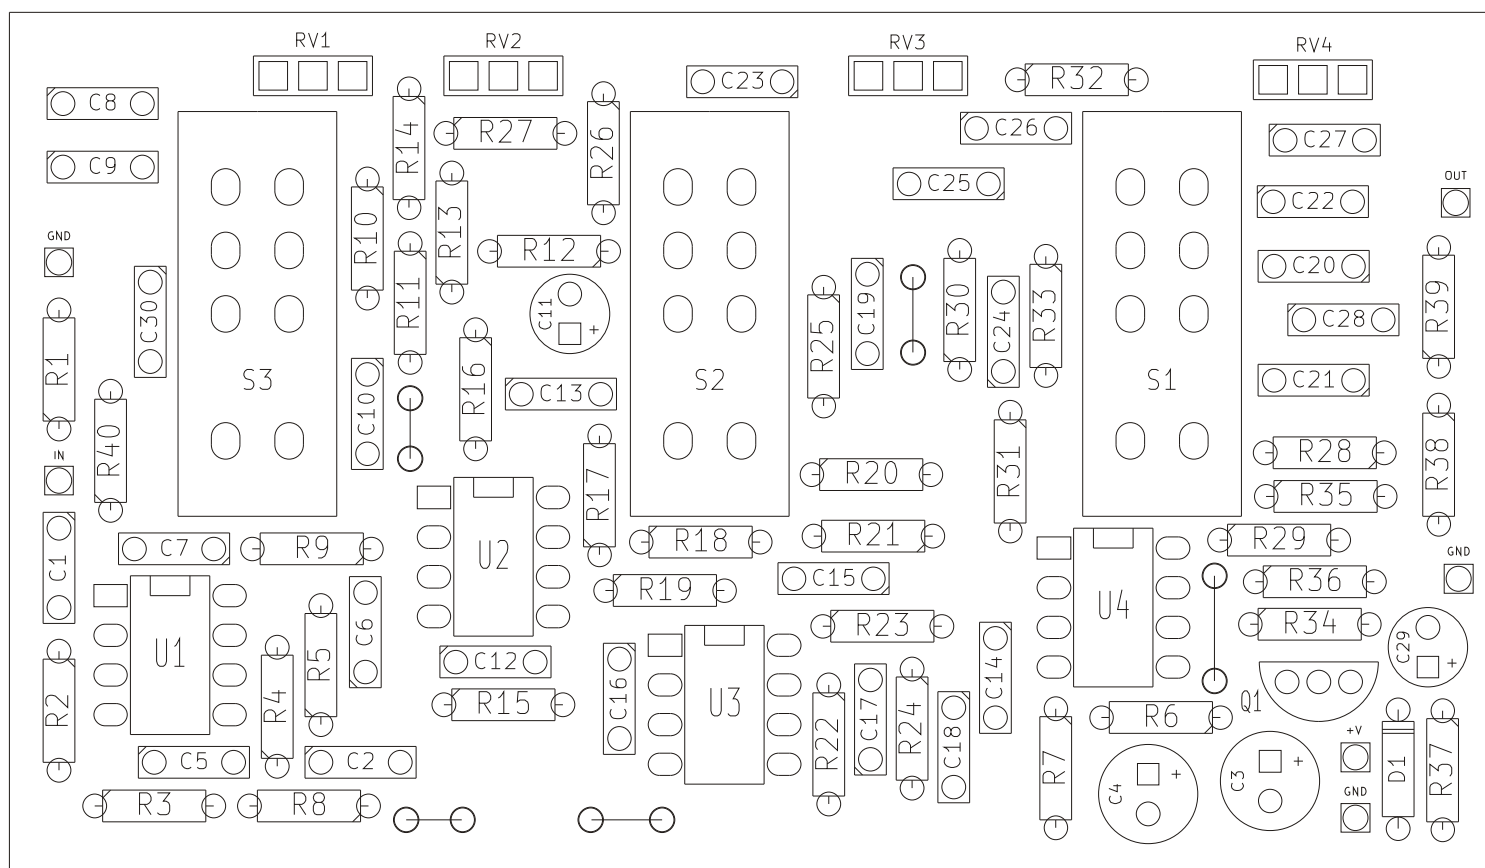 RV1
RV2
RV3
RV4
C8
R14
R27
R26
C23
R32
C26
C27
C9
C25
OUT
C22
R10
R13
R12
GND
C30
R11
C11
+
R25
C19
R30
C24
R33
C20
C28
R39
R1
S3
R16
C13
S2
S1
C21
R40
C10
IN
R17
R20
R31
R28
R38
R35
C1
C7
R9
U2
R18
R21
R29
GND
R19
C15
R36
U1
R5
C6
R23
U4
R34
C29
+
R2
R4
C12
C16
U3
C14
R15
R22
C17
R24
C18
R6
Q1
C5
C2
R7
C4
+
C3
+
+V
D1
R37
R3
R8
GND